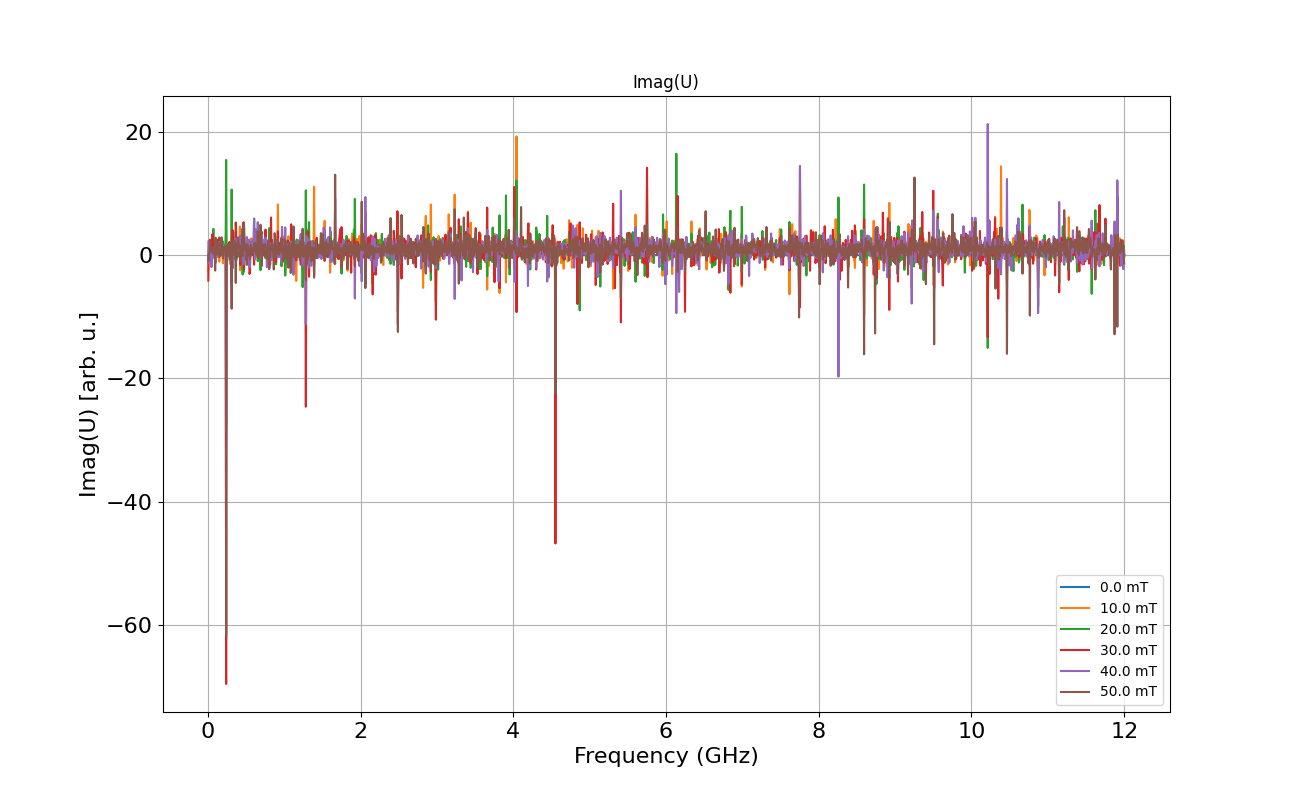 Imag(U)
Imag(U) [arb. u.]
20
0
−20
−40
−60
0 2 4 6 8 10 12
Frequency (GHz)
0.0 mT
10.0 mT
20.0 mT
30.0 mT
40.0 mT
50.0 mT